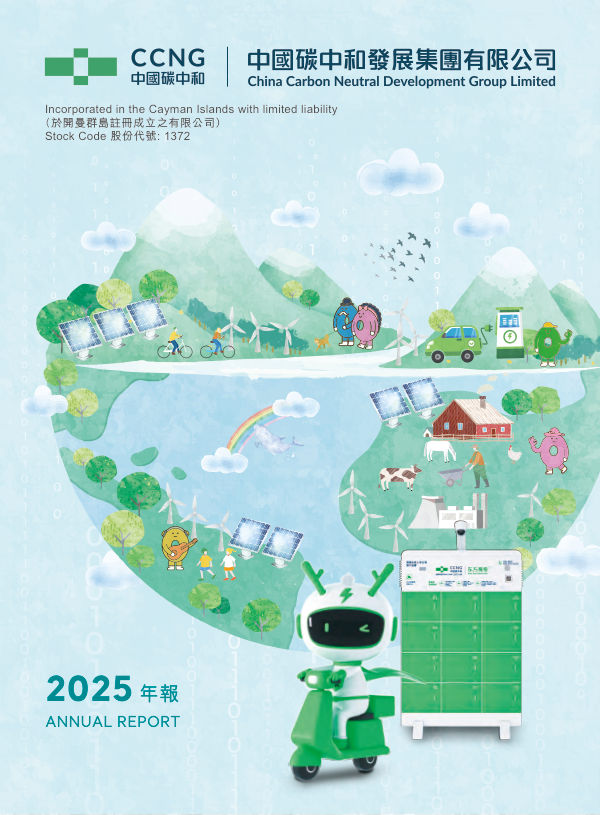 CCNG
中國碳中和
中國碳中和發展集團有限公司
China Carbon Neutral Development Group Limited
Incorporated in the Cayman Islands with limited liability
（於開曼群島註冊成立之有限公司）
Stock Code 股份代號: 1372
CCNG
2025 年報
ANNUAL REPORT